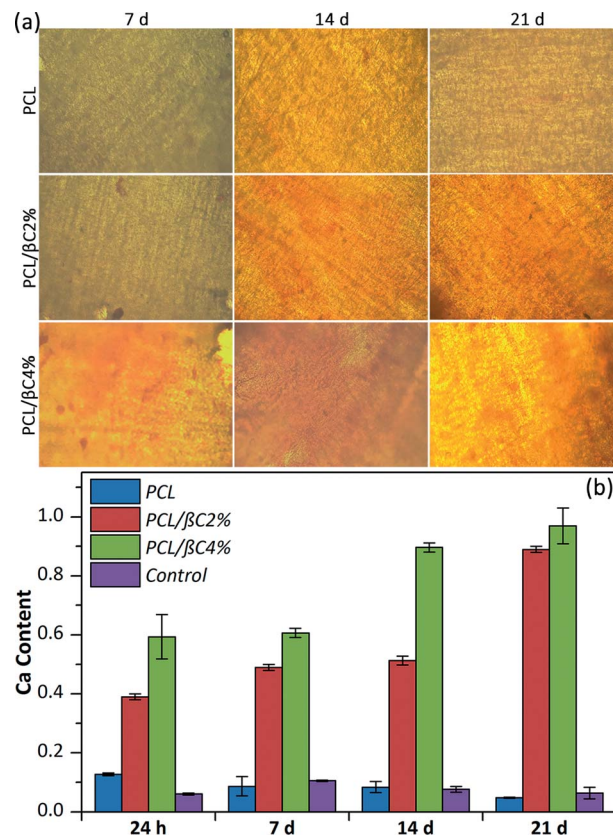 (a) 7 d 14 d 21 d
PCL
PCL/βC2%
PCL/βC4%
(b)
PCL
PCL/βC2%
PCL/βC4%
Control
Ca Content
1.0
0.8
0.6
0.4
0.2
0.0
24 h 7 d 14 d 21 d